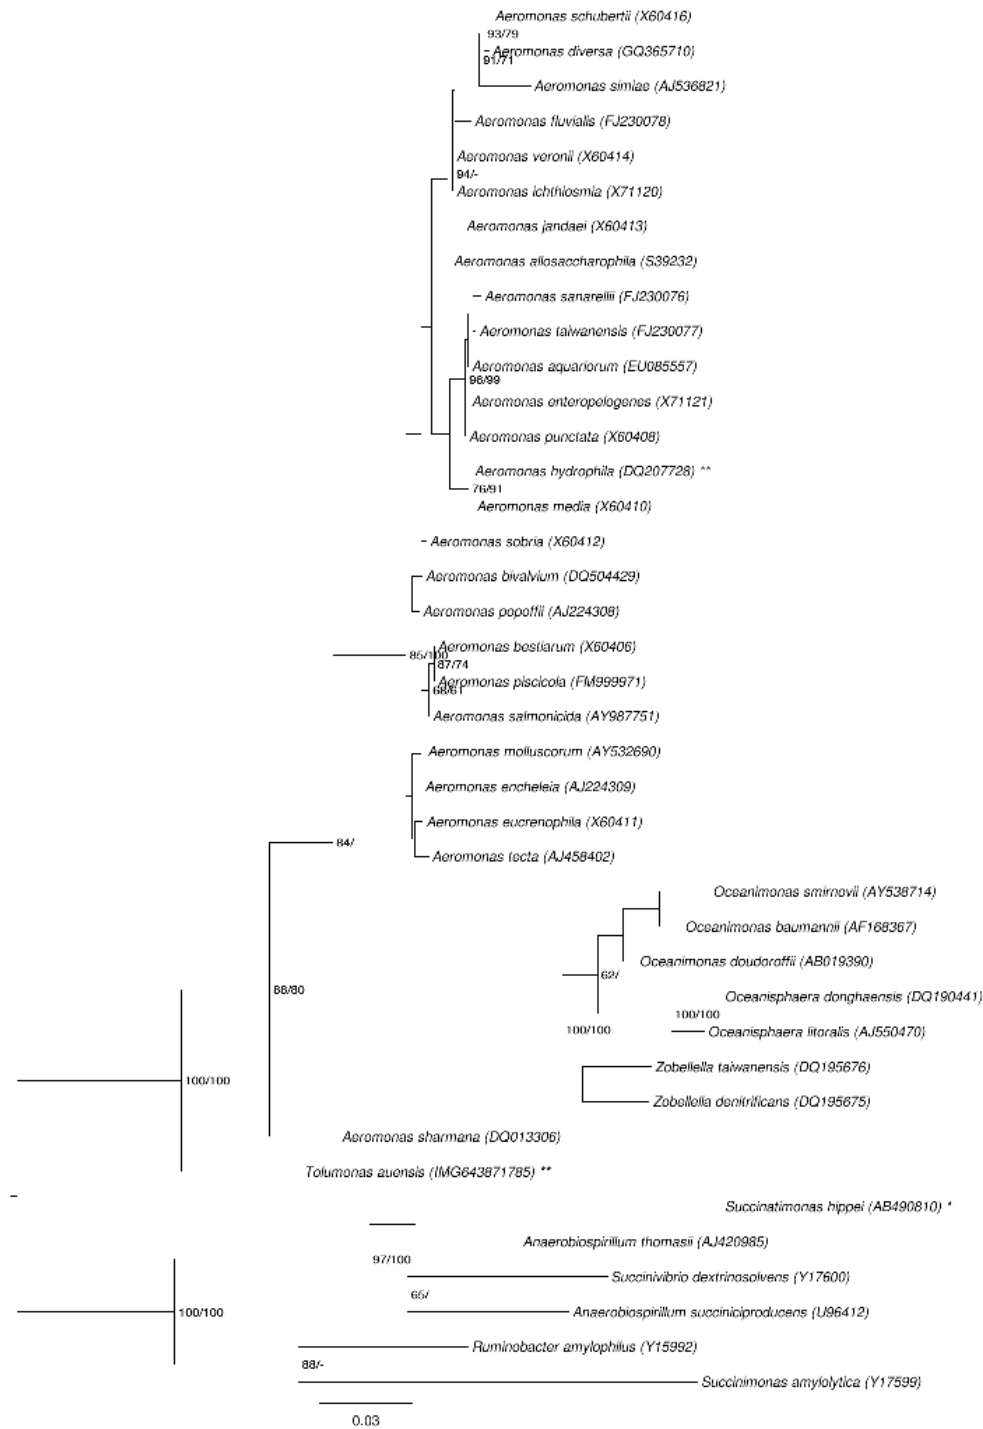 Aeromonas schubertii (X60416)
93/79
Aeromonas diversa (GQ365710)
91/71
Aeromonas simiae (AJ536821)
Aeromonas fluvialis (FJ230078)
Aeromonas veronii (X60414)
94/-
Aeromonas ichthiosmia (X71120)
Aeromonas jandaei (X60413)
Aeromonas allosaccharophila (S39232)
Aeromonas sanarellii (FJ230076)
Aeromonas taiwanensis (FJ230077)
Aeromonas aquariorum (EU085557)
98/99
Aeromonas enteropelogenes (X71121)
Aeromonas punctata (X60408)
Aeromonas hydrophila (DQ207728) **
76/91
Aeromonas media (X60410)
Aeromonas sobria (X60412)
Aeromonas bivalvium (DQ504429)
Aeromonas popoffii (AJ224308)
Aeromonas bestiarum (X60406)
85/100
87/74
Aeromonas piscicola (FM999971)
68/61
Aeromonas salmonicida (AY987751)
Aeromonas molluscorum (AY532690)
Aeromonas encheleia (AJ224309)
Aeromonas eucrenophila (X60411)
84/
Aeromonas tecta (AJ458402)
Oceanimonas smirnovii (AY538714)
Oceanimonas baumannii (AF168367)
Oceanimonas doudoroffii (AB019390)
62/
88/80
Oceanisphaera donghaensis (DQ190441)
100/100
100/100
Oceanisphaera litoralis (AJ550470)
Zobellella taiwanensis (DQ195676)
100/100
Zobellella denitrificans (DQ195675)
Aeromonas sharmana (DQ013306)
Tolumonas auensis (IMG643871785) **
Succinatimonas hippei (AB490810) *
Anaerobiospirillum thomasii (AJ420985)
97/100
Succinivibrio dextrinosolvens (Y17600)
65/
100/100
Anaerobiospirillum succiniciproducens (U96412)
Ruminobacter amylophilus (Y15992)
88/-
Succinimonas amylolytica (Y17599)
0.03